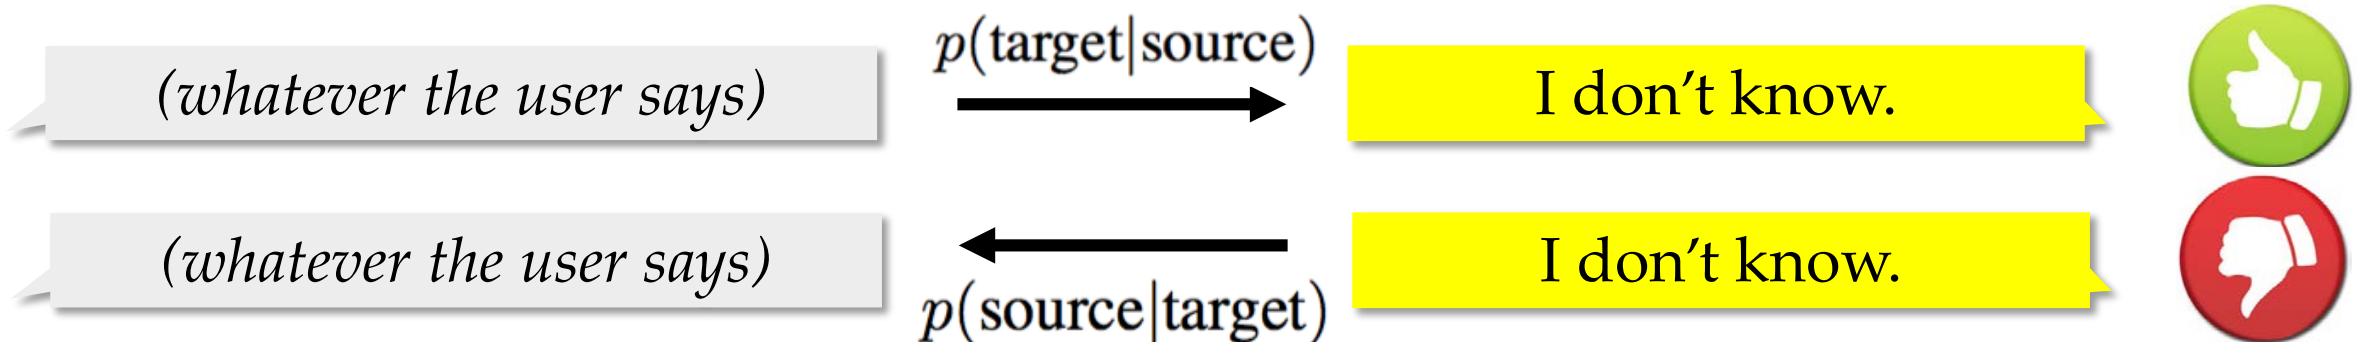 p(target|source)
(whatever the user says)
I don't know.
(whatever the user says)
I don't know.
p(source|target)